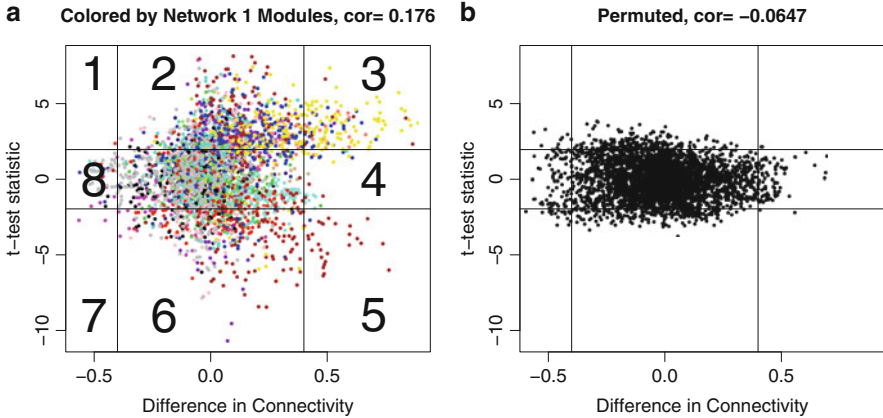 a
Colored by Network 1 Modules, cor= 0.176
1
2
3
4
5
6
7
8
t−test statistic
5
0
−5
−10
−0.5
0.0
0.5
Difference in Connectivity
b
Permuted, cor= −0.0647
t−test statistic
5
0
−5
−10
−0.5
0.0
0.5
Difference in Connectivity